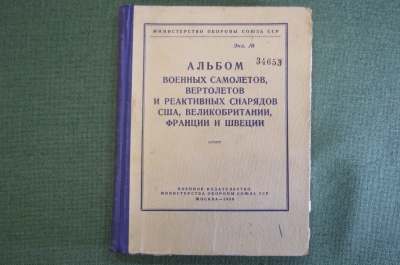 МИНИСТЕРСТВО ОБОРОНЫ СОЮЗА ССР
Экз. №
34653
АЛЬБОМ
ВОЕННЫХ САМОЛЕТОВ,
ВЕРТОЛЕТОВ
И РЕАКТИВНЫХ СНАРЯДОВ
США, ВЕЛИКОБРИТАНИИ,
ФРАНЦИИ И ШВЕЦИИ
ВОЕННОЕ ИЗДАТЕЛЬСТВО
МИНИСТЕРСТВА ОБОРОНЫ СОЮЗА ССР
МОСКВА